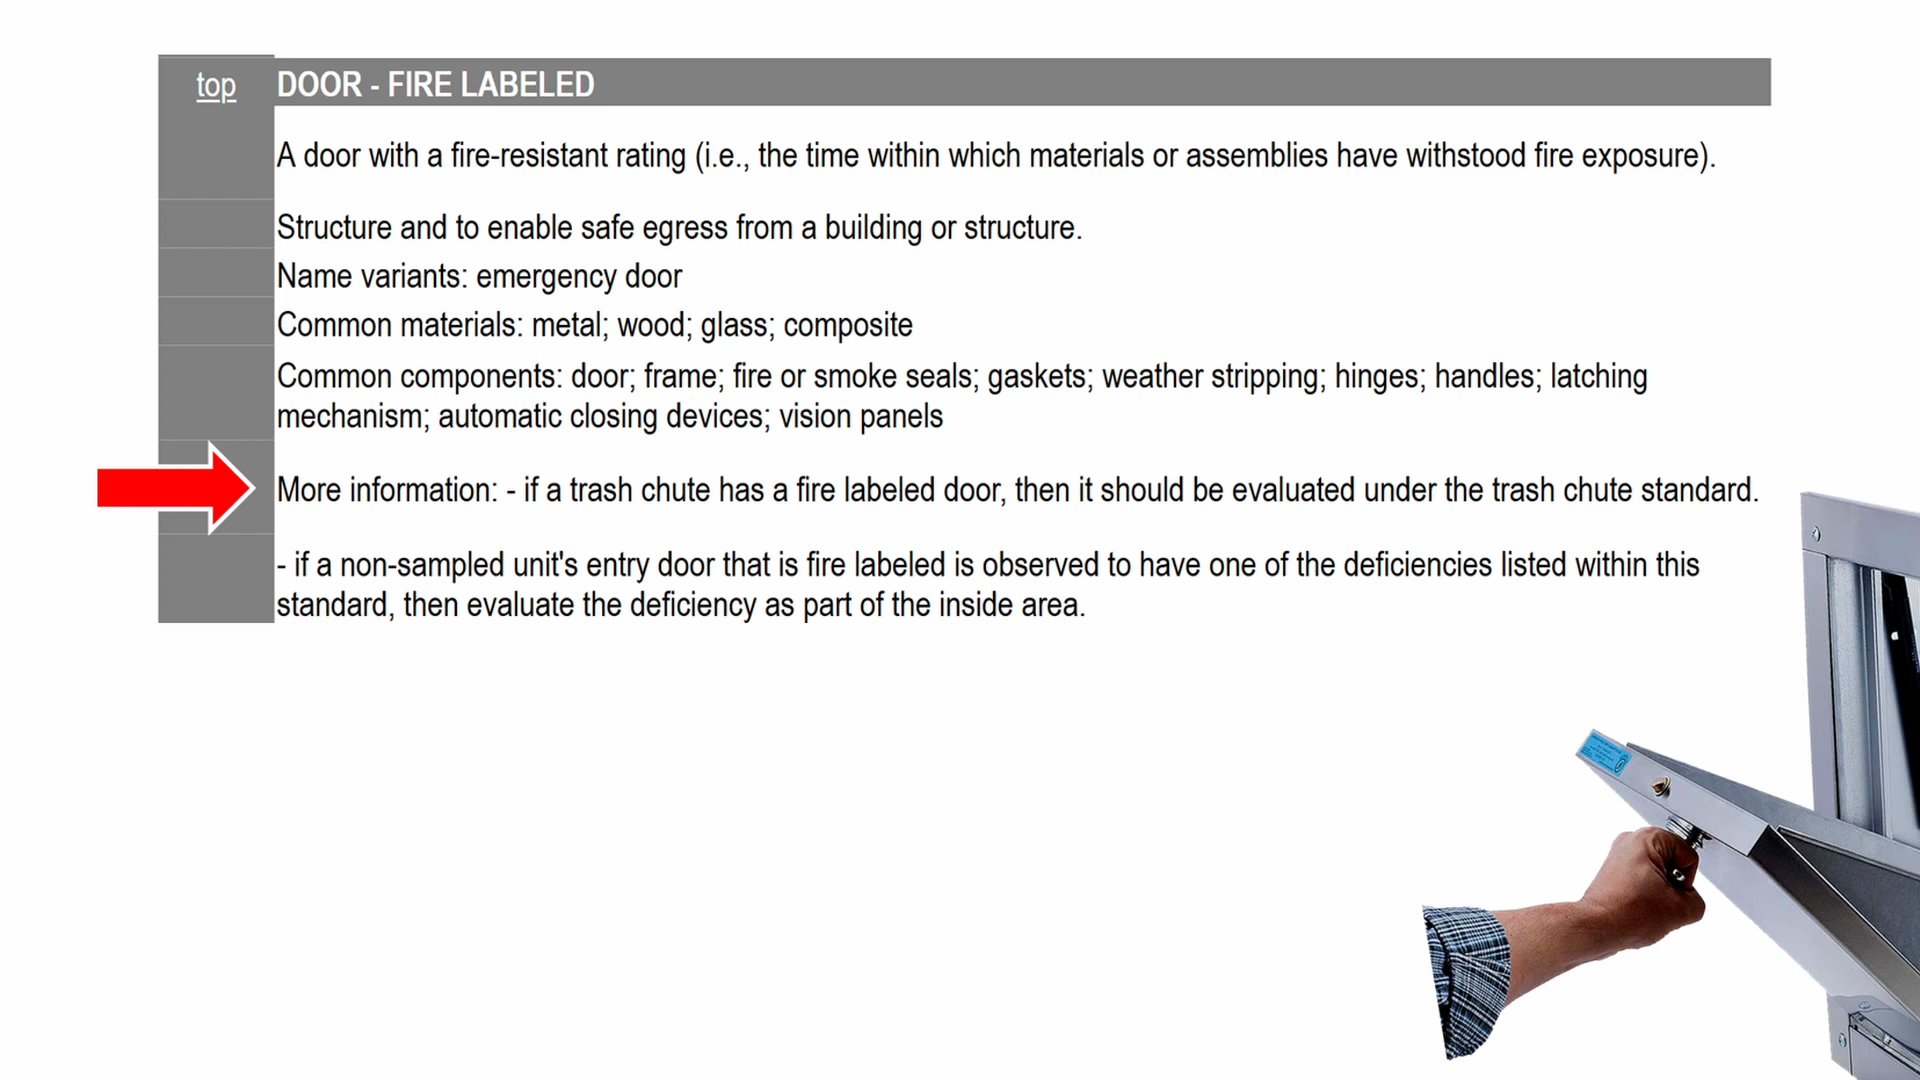 top DOOR - FIRE LABELED
A door with a fire-resistant rating (i.e., the time within which materials or assemblies have withstood fire exposure).
Structure and to enable safe egress from a building or structure.
Name variants: emergency door
Common materials: metal; wood; glass; composite
Common components: door; frame; fire or smoke seals; gaskets; weather stripping; hinges; handles; latching
mechanism; automatic closing devices; vision panels
More information: - if a trash chute has a fire labeled door, then it should be evaluated under the trash chute standard.
- if a non-sampled unit's entry door that is fire labeled is observed to have one of the deficiencies listed within this
standard, then evaluate the deficiency as part of the inside area.